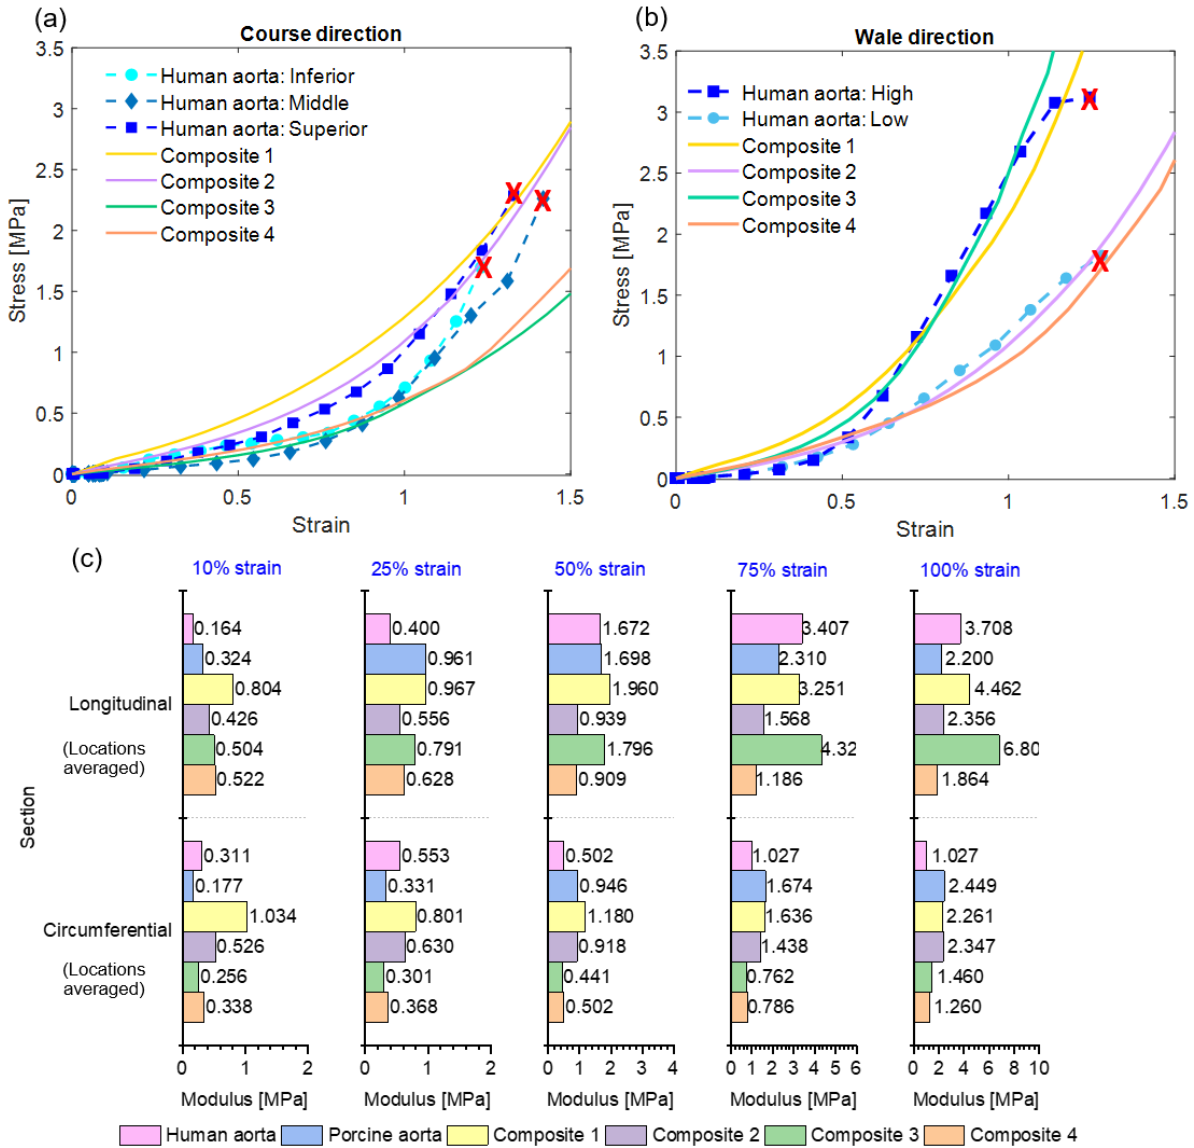 (a)
Course direction
3.5
3
2.5
2
1.5
1
0.5
0
Stress [MPa]
Human aorta: Inferior
Human aorta: Middle
Human aorta: Superior
Composite 1
Composite 2
Composite 3
Composite 4
X X
X
0 0.5 1 1.5
Strain
(b)
Wale direction
3.5
3
2.5
2
1.5
1
0.5
0
Stress [MPa]
Human aorta: High
Human aorta: Low
Composite 1
Composite 2
Composite 3
Composite 4
X
X
0 0.5 1 1.5
Strain
(c)
10% strain 25% strain 50% strain 75% strain 100% strain
Section
Longitudinal
(Locations
averaged)
0.164 0.400 1.672 3.407 3.708
0.324 0.961 1.698 2.310 2.200
0.804 0.967 1.960 3.251 4.462
0.426 0.556 0.939 1.568 2.356
0.504 0.791 1.796 4.32 6.80
0.522 0.628 0.909 1.186 1.864
Circumferential
(Locations
averaged)
0.311 0.553 0.502 1.027 1.027
0.177 0.331 0.946 1.674 2.449
1.034 0.801 1.180 1.636 2.261
0.526 0.630 0.918 1.438 2.347
0.256 0.301 0.441 0.762 1.460
0.338 0.368 0.502 0.786 1.260
0 1 2 0 1 2 0 1 2 3 4 0 1 2 3 4 5 6 0 2 4 6 8 10
Modulus [MPa] Modulus [MPa] Modulus [MPa] Modulus [MPa] Modulus [MPa]
Human aorta Porcine aorta Composite 1 Composite 2 Composite 3 Composite 4